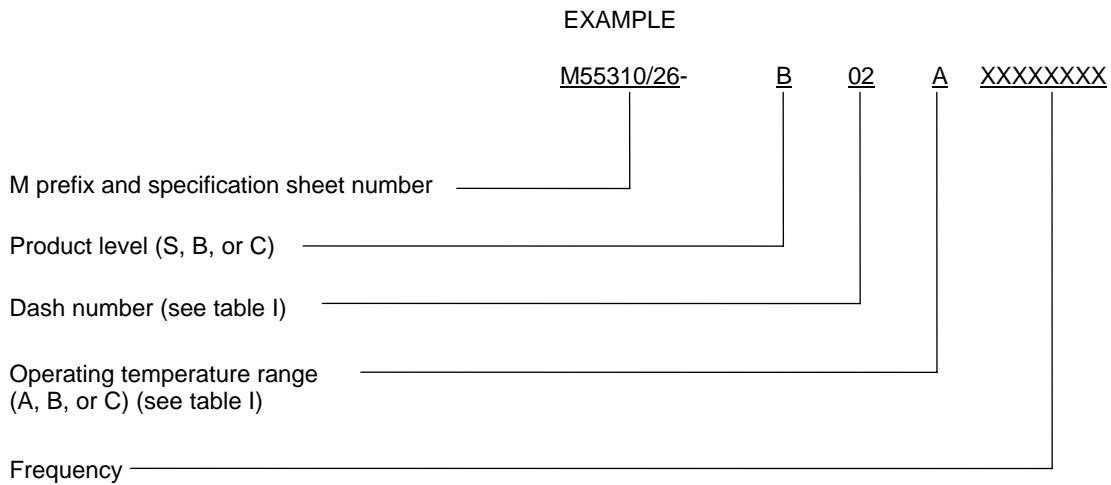 EXAMPLE
M55310/26- B 02 A XXXXXXXX
M prefix and specification sheet number
Product level (S, B, or C)
Dash number (see table I)
Operating temperature range
(A, B, or C) (see table I)
Frequency